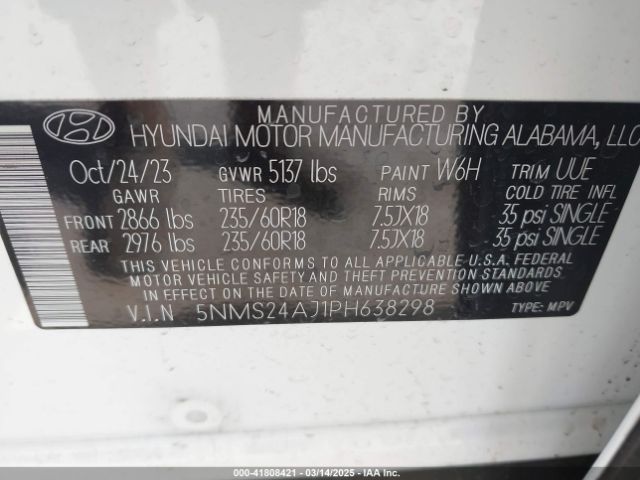 MANUFACTURED BY
HYUNDAI MOTOR MANUFACTURING ALABAMA, LLC
Oct/24/23 GVWR 5137 lbs PAINT W6H TRIM UUE
GAWR TIRES RIMS COLD TIRE INFL
FRONT 2866 lbs 235/60R18 7.5JX18 35 psi SINGLE
REAR 2976 lbs 235/60R18 7.5JX18 35 psi SINGLE
THIS VEHICLE CONFORMS TO ALL APPLICABLE U.S.A. FEDERAL
MOTOR VEHICLE SAFETY AND THEFT PREVENTION STANDARDS
IN EFFECT ON THE DATE OF MANUFACTURE SHOWN ABOVE.
V.I.N 5NMS24AJ1PH638298 TYPE: MPV
000-41808421 - 03/14/2025 - IAA Inc.